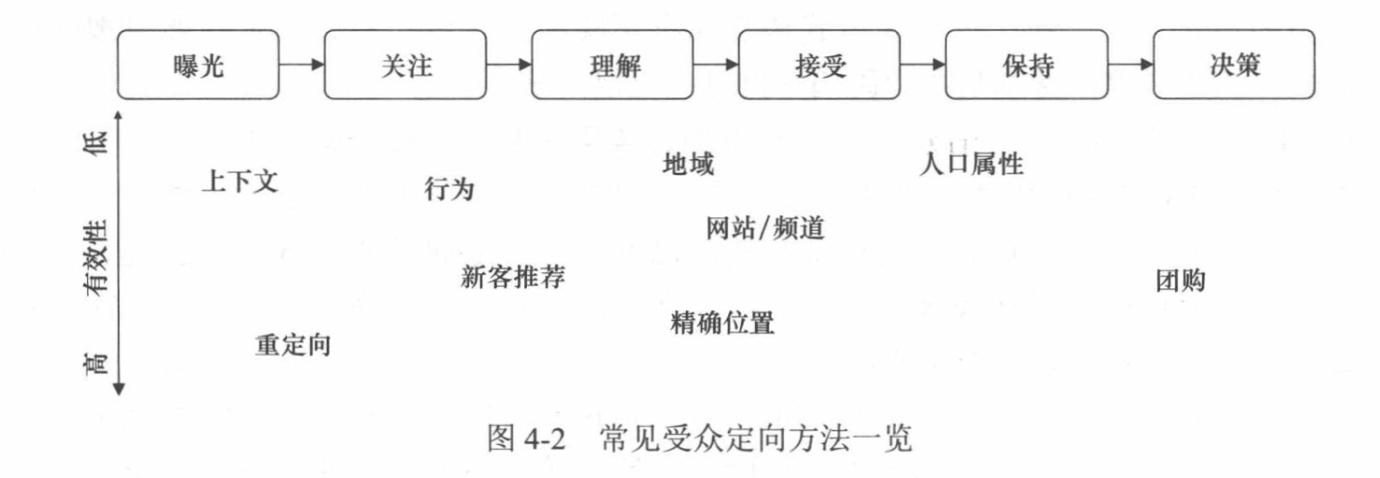 曝光 关注 理解 接受 保持 决策
低
地域 人口属性
上下文 行为
网站/频道
有效性
新客推荐 团购
精确位置
重定向
高
图 4-2 常见受众定向方法一览